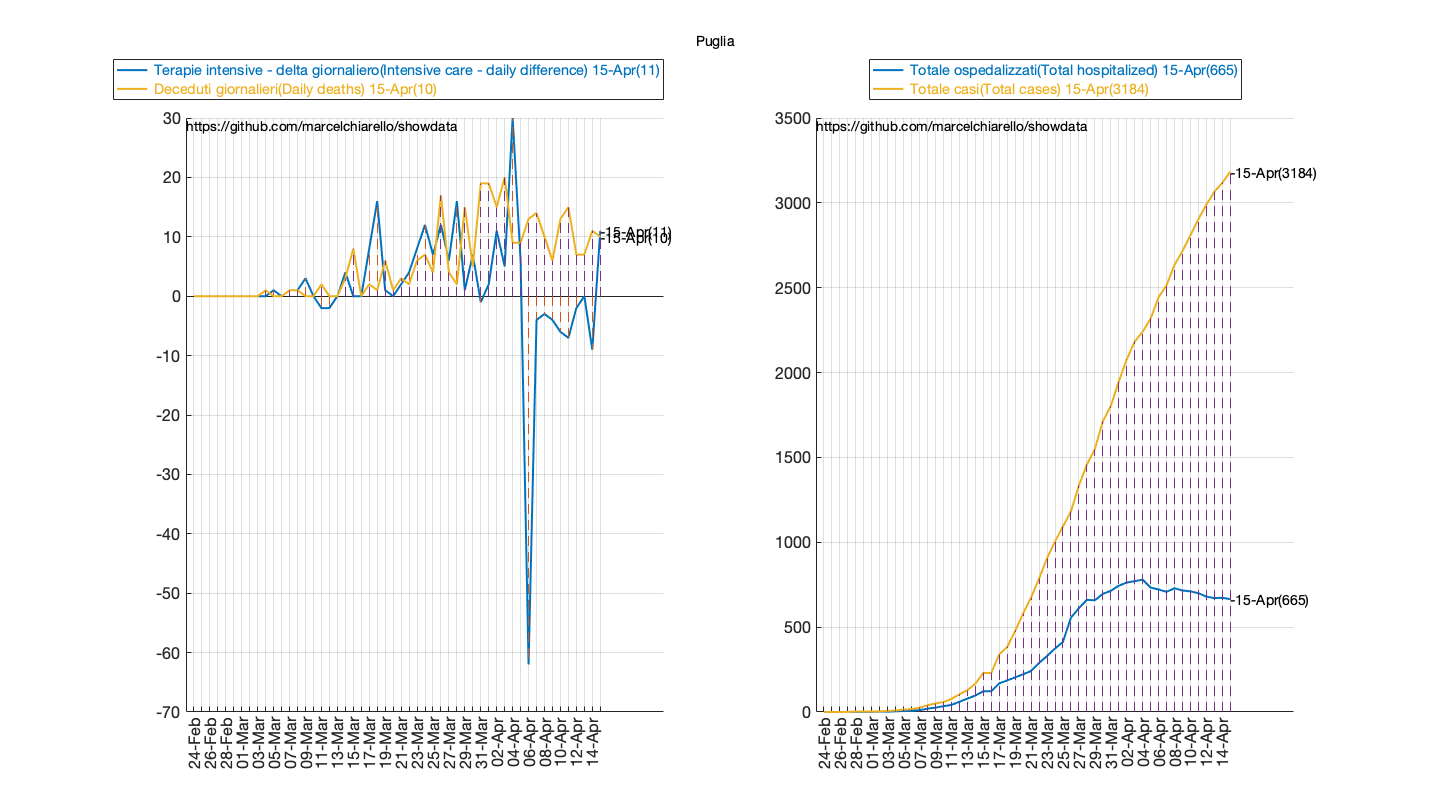 Puglia
Terapie intensive - delta giornaliero(Intensive care - daily difference) 15-Apr(11)
Deceduti giornalieri(Daily deaths) 15-Apr(10)
https://github.com/marcelchiarello/showdata
30
20
10
0
-10
-20
-30
-40
-50
-60
-70
15-Apr(11)
15-Apr(10)
24-Feb
26-Feb
28-Feb
01-Mar
03-Mar
05-Mar
07-Mar
09-Mar
11-Mar
13-Mar
15-Mar
17-Mar
19-Mar
21-Mar
23-Mar
25-Mar
27-Mar
29-Mar
31-Mar
02-Apr
04-Apr
06-Apr
08-Apr
10-Apr
12-Apr
14-Apr
Totale ospedalizzati(Total hospitalized) 15-Apr(665)
Totale casi(Total cases) 15-Apr(3184)
https://github.com/marcelchiarello/showdata
3500
3000
2500
2000
1500
1000
500
0
15-Apr(3184)
15-Apr(665)
24-Feb
26-Feb
28-Feb
01-Mar
03-Mar
05-Mar
07-Mar
09-Mar
11-Mar
13-Mar
15-Mar
17-Mar
19-Mar
21-Mar
23-Mar
25-Mar
27-Mar
29-Mar
31-Mar
02-Apr
04-Apr
06-Apr
08-Apr
10-Apr
12-Apr
14-Apr